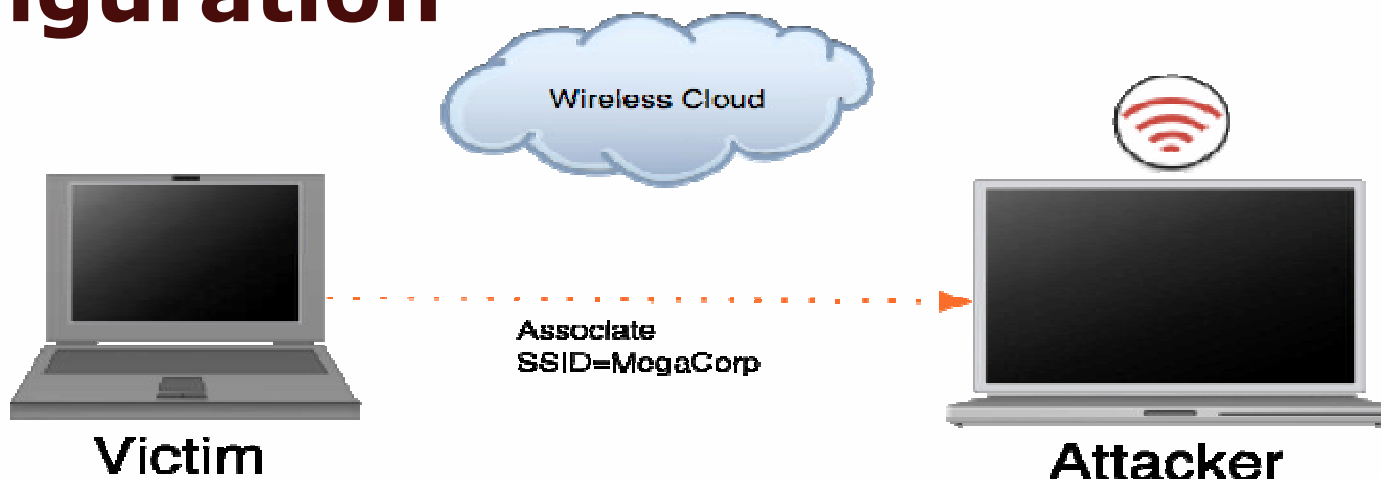 iguration
Wireless Cloud
Associate
SSID=MegaCorp
Victim
Attacker